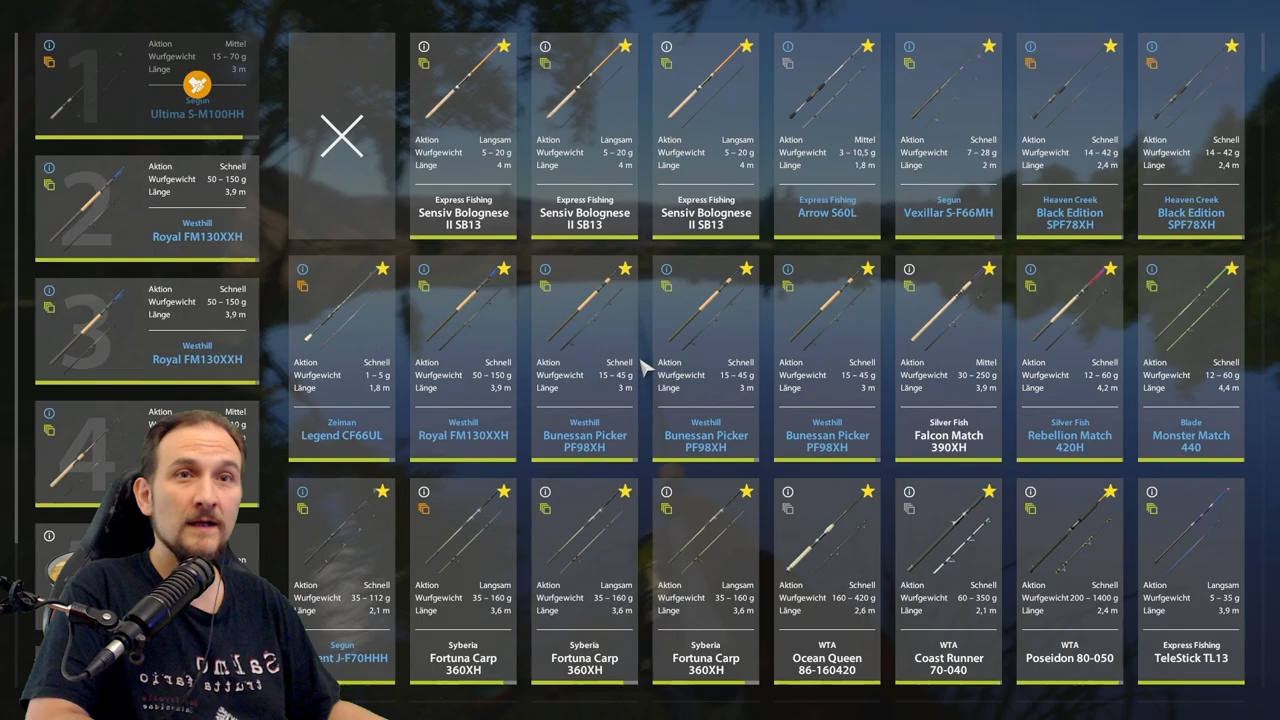 1
Aktion Mittel
Wurfgewicht 15 – 70 g
Länge 3 m
Segun
Ultima S-M100HH
2
Aktion Schnell
Wurfgewicht 50 – 150 g
Länge 3,9 m
Westhill
Royal FM130XXH
3
Aktion Schnell
Wurfgewicht 50 – 150 g
Länge 3,9 m
Westhill
Royal FM130XXH
4
Aktion Mittel
Aktion Langsam
Wurfgewicht 5 – 20 g
Länge 4 m
Express Fishing
Sensiv Bolognese
II SB13
Aktion Langsam
Wurfgewicht 5 – 20 g
Länge 4 m
Express Fishing
Sensiv Bolognese
II SB13
Aktion Langsam
Wurfgewicht 5 – 20 g
Länge 4 m
Express Fishing
Sensiv Bolognese
II SB13
Aktion Mittel
Wurfgewicht 3 – 10,5 g
Länge 1,8 m
Express Fishing
Arrow S60L
Aktion Schnell
Wurfgewicht 7 – 28 g
Länge 2 m
Segun
Vexillar S-F66MH
Aktion Schnell
Wurfgewicht 14 – 42 g
Länge 2,4 m
Heaven Creek
Black Edition
SPF78XH
Aktion Schnell
Wurfgewicht 14 – 42 g
Länge 2,4 m
Heaven Creek
Black Edition
SPF78XH
Aktion Schnell
Wurfgewicht 1 – 5 g
Länge 1,8 m
Zeiman
Legend CF66UL
Aktion Schnell
Wurfgewicht 50 – 150 g
Länge 3,9 m
Westhill
Royal FM130XXH
Aktion Schnell
Wurfgewicht 15 – 45 g
Länge 3 m
Westhill
Bunessan Picker
PF98XH
Aktion Schnell
Wurfgewicht 15 – 45 g
Länge 3 m
Westhill
Bunessan Picker
PF98XH
Aktion Schnell
Wurfgewicht 15 – 45 g
Länge 3 m
Westhill
Bunessan Picker
PF98XH
Aktion Mittel
Wurfgewicht 30 – 250 g
Länge 3,9 m
Silver Fish
Falcon Match
390XH
Aktion Schnell
Wurfgewicht 12 – 60 g
Länge 4,2 m
Silver Fish
Rebellion Match
420H
Aktion Schnell
Wurfgewicht 12 – 60 g
Länge 4,4 m
Blade
Monster Match
440
Aktion Schnell
Wurfgewicht 35 – 112 g
Länge 2,1 m
Segun
ent J-F70HHH
Aktion Langsam
Wurfgewicht 35 – 160 g
Länge 3,6 m
Syberia
Fortuna Carp
360XH
Aktion Langsam
Wurfgewicht 35 – 160 g
Länge 3,6 m
Syberia
Fortuna Carp
360XH
Aktion Langsam
Wurfgewicht 35 – 160 g
Länge 3,6 m
Syberia
Fortuna Carp
360XH
Aktion Schnell
Wurfgewicht 160 – 420 g
Länge 2,6 m
WTA
Ocean Queen
86-160420
Aktion Schnell
Wurfgewicht 60 – 350 g
Länge 2,1 m
WTA
Coast Runner
70-040
Aktion Schnell
Wurfgewicht 200 – 1400 g
Länge 2,4 m
WTA
Poseidon 80-050
Aktion Langsam
Wurfgewicht 5 – 35 g
Länge 3,9 m
Express Fishing
TeleStick TL13
Salmo
trutta
fario